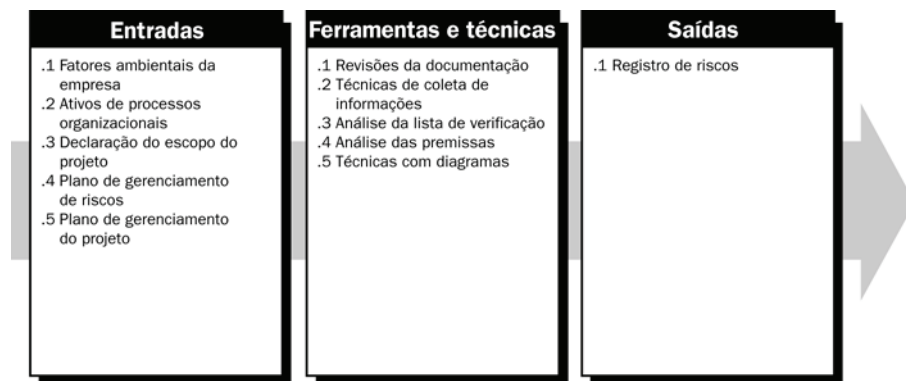 Entradas
.1 Fatores ambientais da
empresa
.2 Ativos de processos
organizacionais
.3 Declaração do escopo do
projeto
.4 Plano de gerenciamento
de riscos
.5 Plano de gerenciamento
do projeto
Ferramentas e técnicas
.1 Revisões da documentação
.2 Técnicas de coleta de
informações
.3 Análise da lista de verificação
.4 Análise das premissas
.5 Técnicas com diagramas
Saídas
.1 Registro de riscos